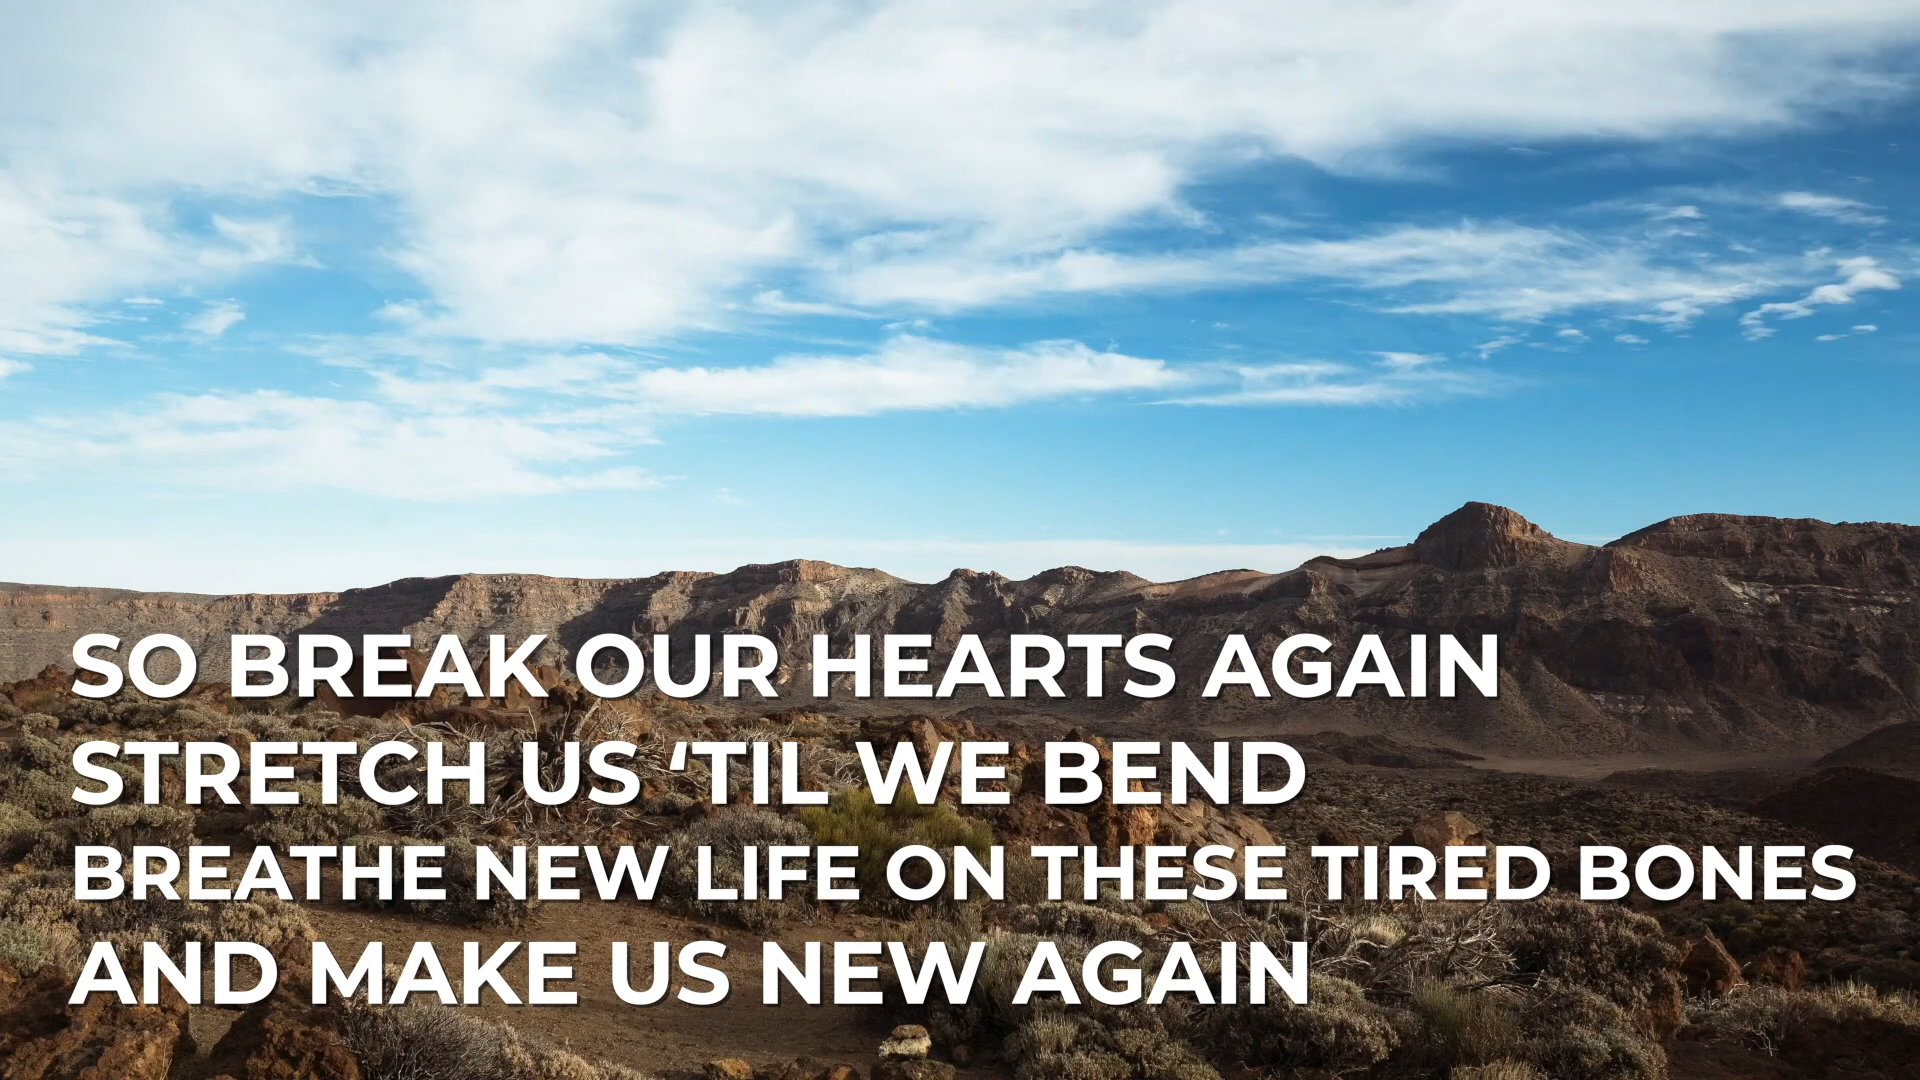 SO BREAK OUR HEARTS AGAIN
STRETCH US ‘TIL WE BEND
BREATHE NEW LIFE ON THESE TIRED BONES
AND MAKE US NEW AGAIN